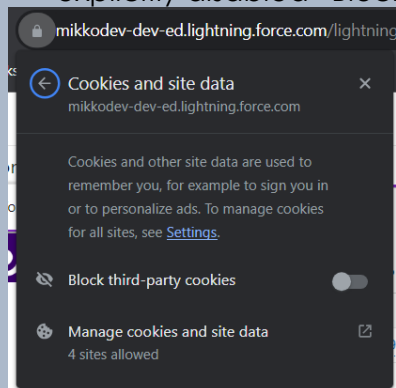 explicitly disabled
mikkodev-dev-ed.lightning.force.com/lightning
Cookies and site data
mikkodev-dev-ed.lightning.force.com
Cookies and other site data are used to
remember you, for example to sign you in
or to personalize ads. To manage cookies
for all sites, see Settings.
Block third-party cookies
Manage cookies and site data
4 sites allowed